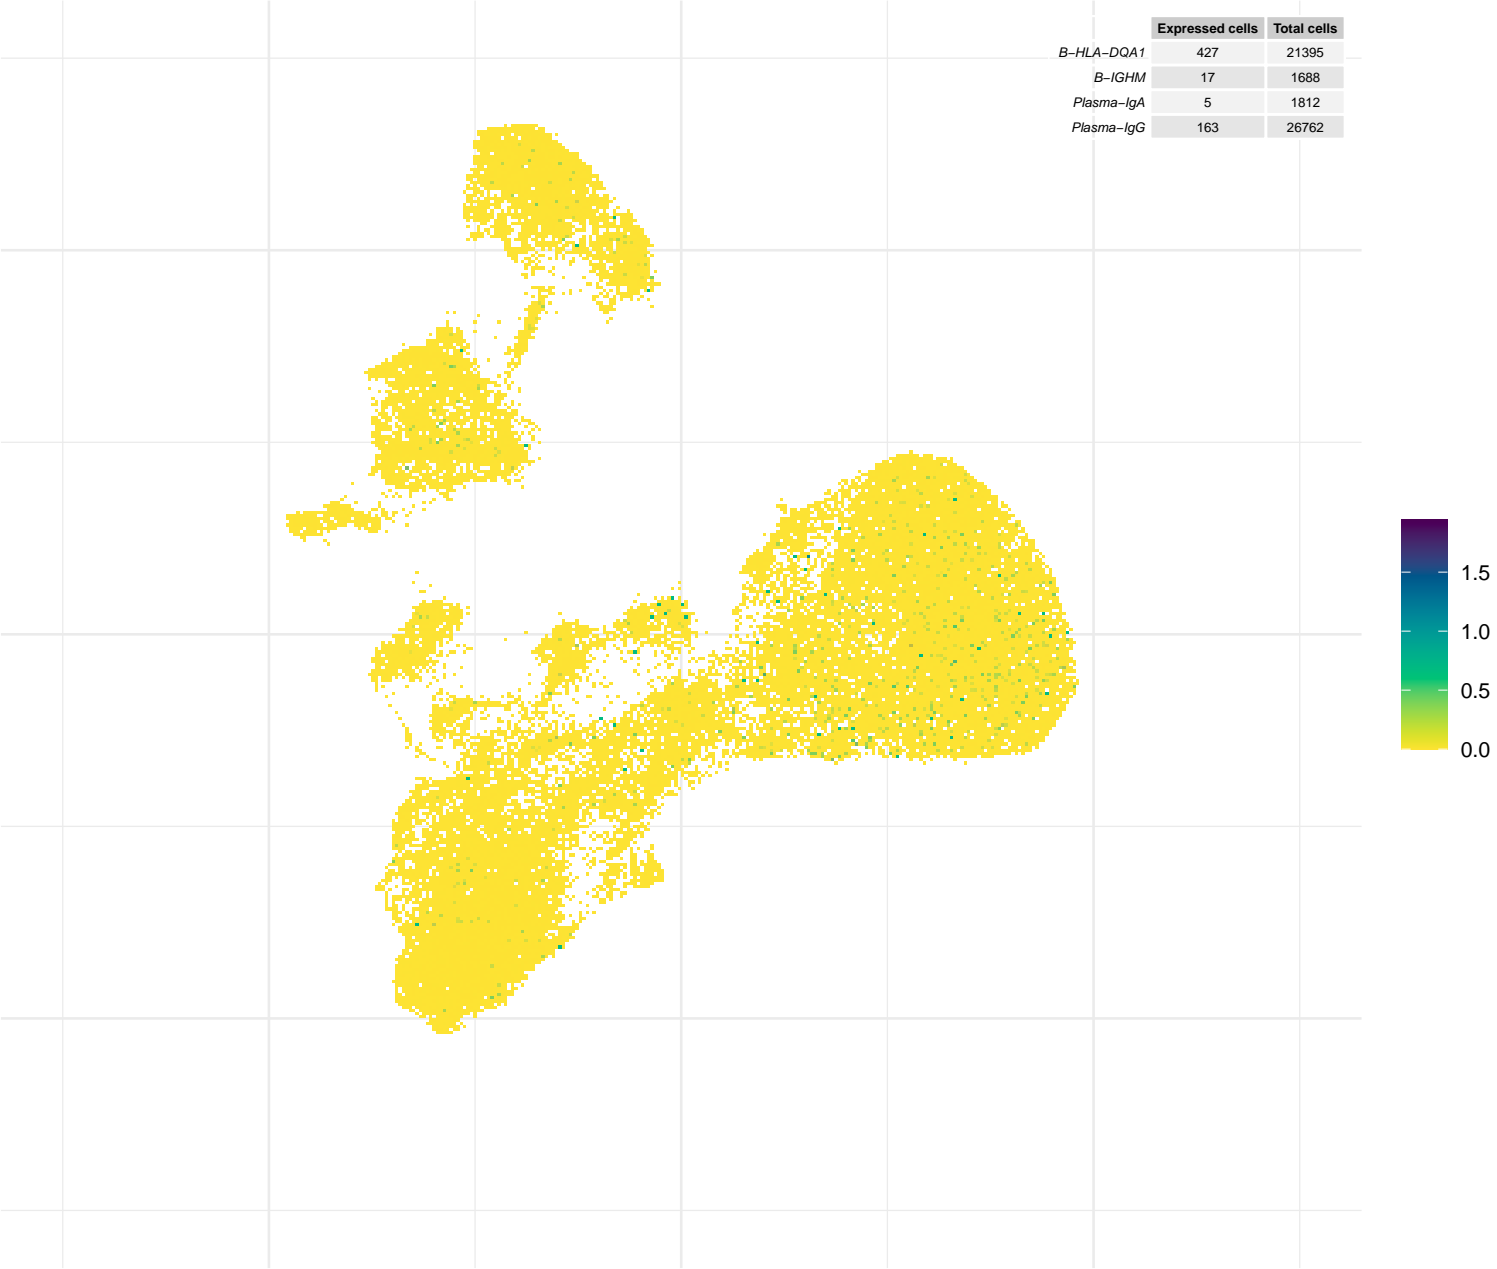 Expressed cells Total cells
B−HLA−DQA1 427 21395
B−IGHM 17 1688
Plasma−IgA 5 1812
Plasma−IgG 163 26762
1.5
1.0
0.5
0.0